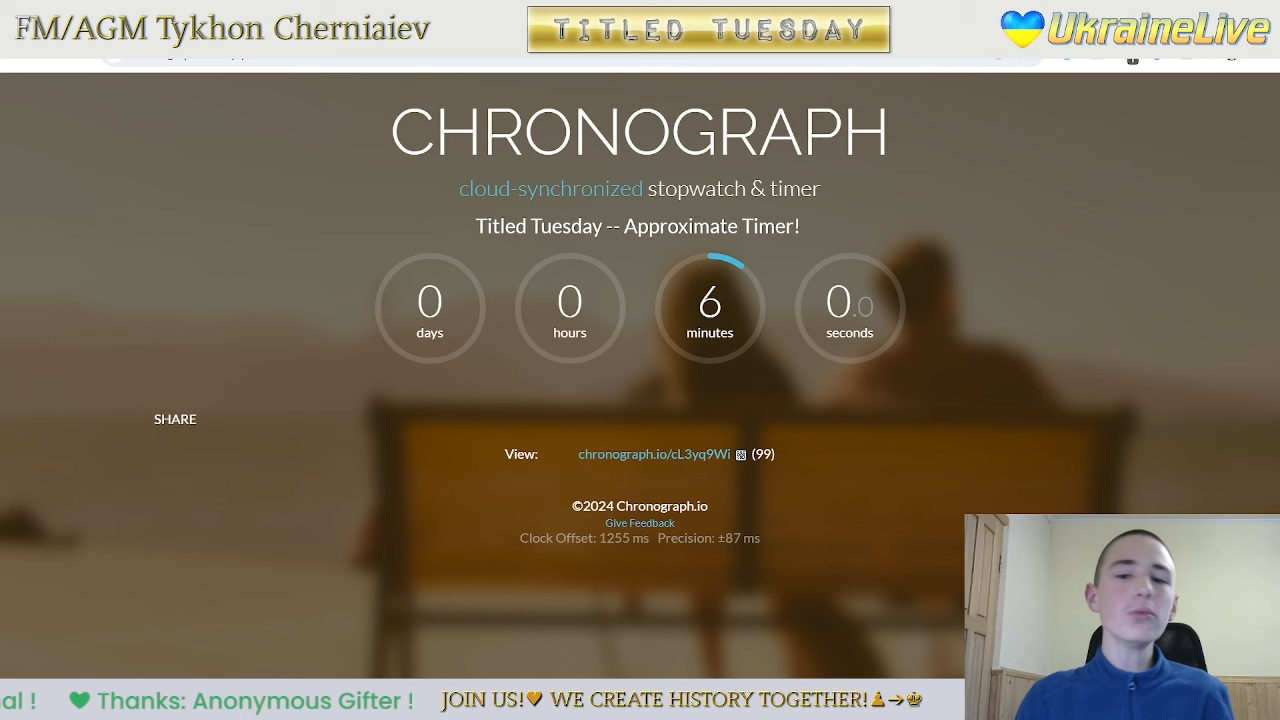 FM/AGM Tykhon Cherniaiev
TITLED TUESDAY
UkraineLive
CHRONOGRAPH
cloud-synchronized stopwatch & timer
Titled Tuesday -- Approximate Timer!
0 days
0 hours
6 minutes
0.0 seconds
SHARE
View: chronograph.io/cL3yq9Wi (99)
©2024 Chronograph.io
Give Feedback
Clock Offset: 1255 ms Precision: ±87 ms
al ! Thanks: Anonymous Gifter ! JOIN US! WE CREATE HISTORY TOGETHER!